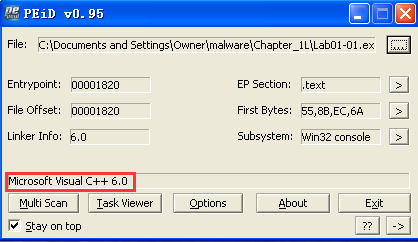 PEiD v0.95
File: C:\Documents and Settings\Owner\malware\Chapter_1L\Lab01-01.ex ...
Entrypoint: 00001820 EP Section: .text >
File Offset: 00001820 First Bytes: 55,8B,EC,6A >
Linker Info: 6.0 Subsystem: Win32 console >
Microsoft Visual C++ 6.0
Multi Scan Task Viewer Options About Exit
Stay on top ?? ->